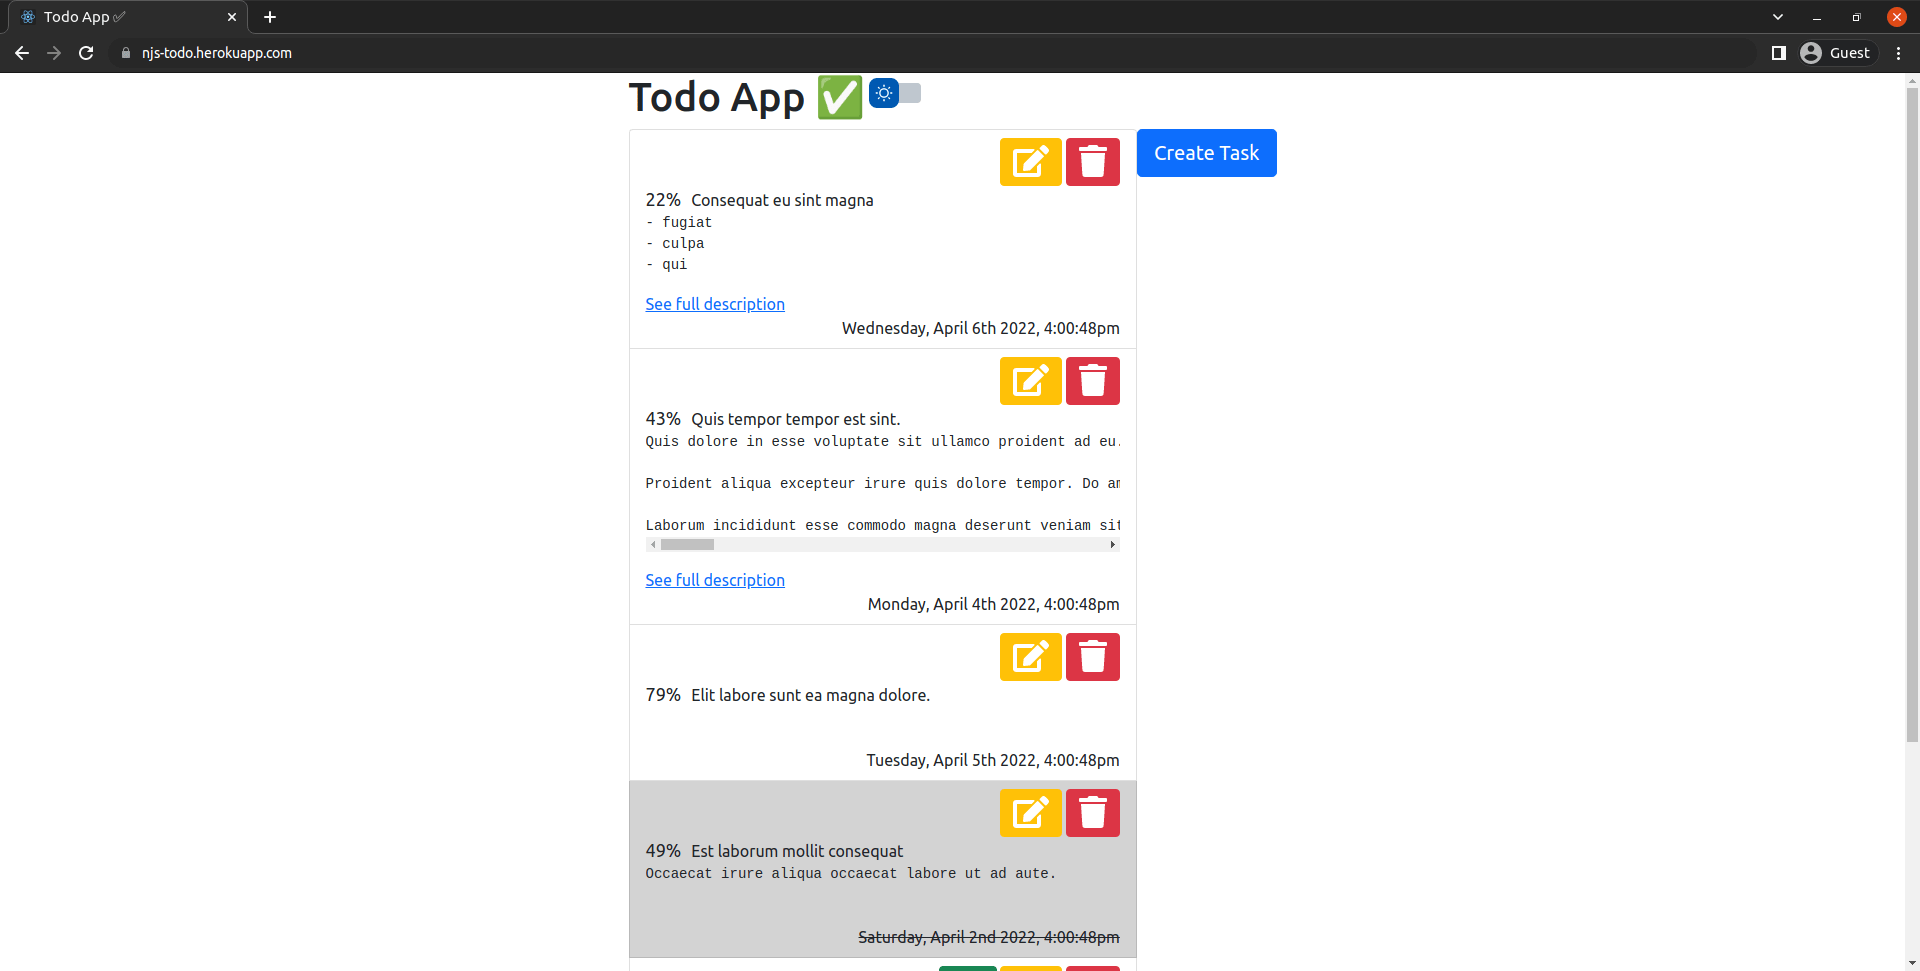 Todo App ✅
njs-todo.herokuapp.com
Guest
Todo App ✅
Create Task
22% Consequat eu sint magna
- fugiat
- culpa
- qui
See full description
Wednesday, April 6th 2022, 4:00:48pm
43% Quis tempor tempor est sint.
Quis dolore in esse voluptate sit ullamco proident ad eu.
Proident aliqua excepteur irure quis dolore tempor. Do am
Laborum incididunt esse commodo magna deserunt veniam sit
See full description
Monday, April 4th 2022, 4:00:48pm
79% Elit labore sunt ea magna dolore.
Tuesday, April 5th 2022, 4:00:48pm
49% Est laborum mollit consequat
Occaecat irure aliqua occaecat labore ut ad aute.
Saturday, April 2nd 2022, 4:00:48pm